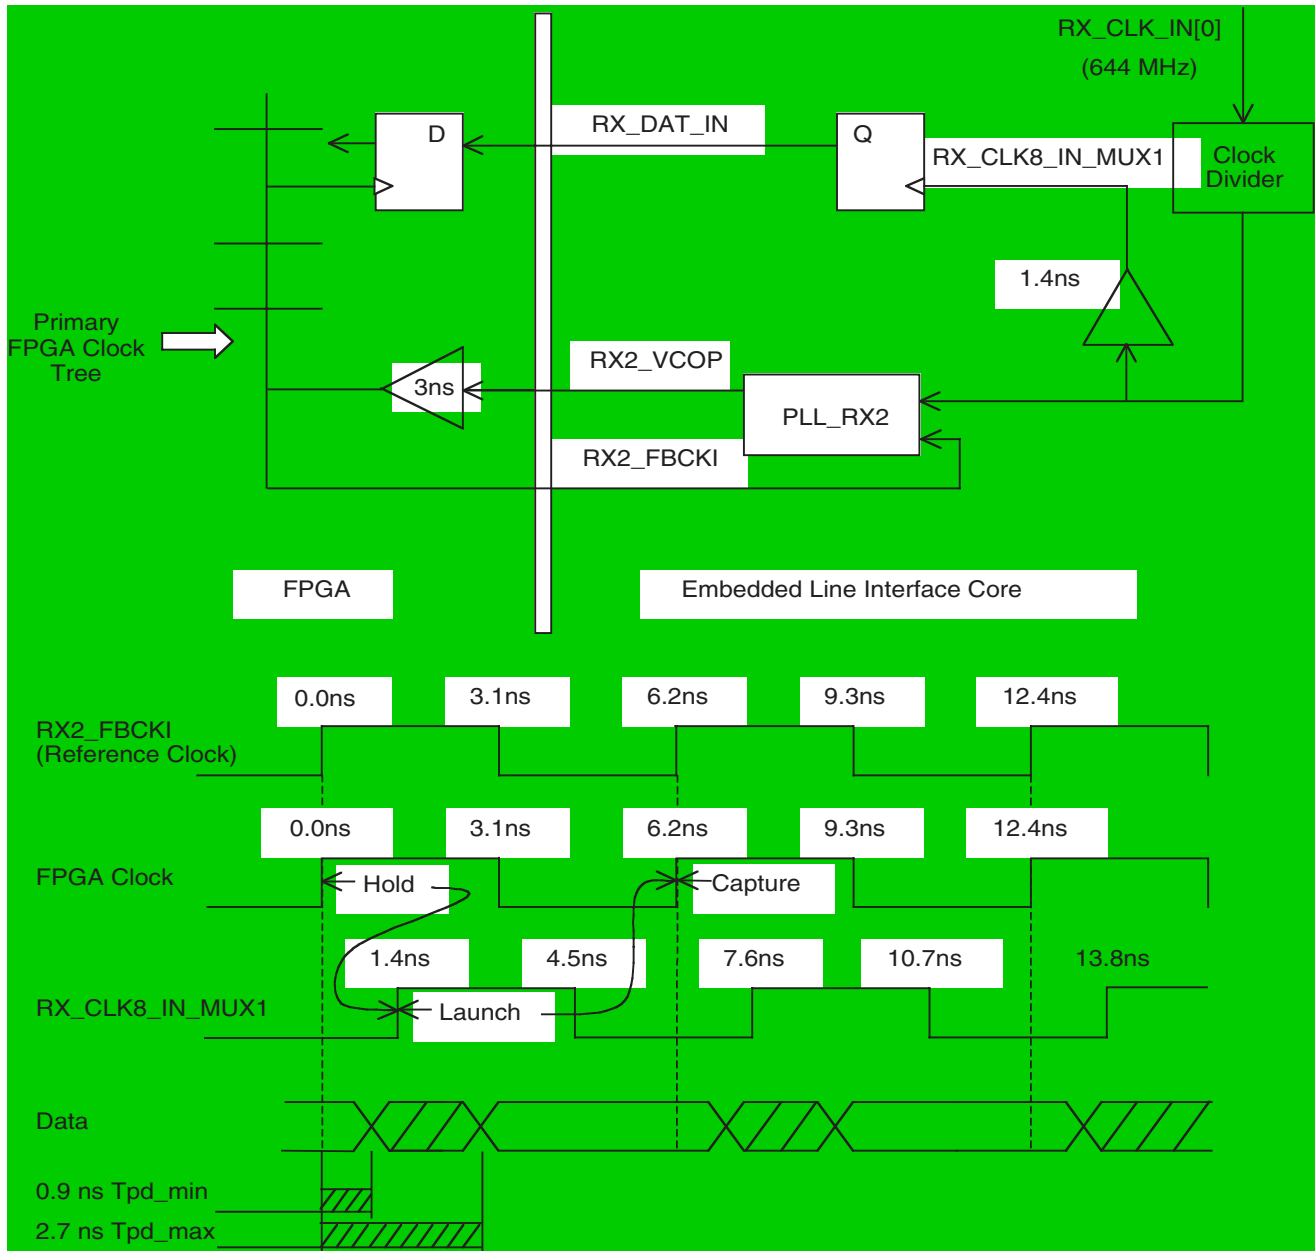 RX_CLK_IN[0]
(644 MHz)
D
RX_DAT_IN
Q
RX_CLK8_IN_MUX1
Clock
Divider
1.4ns
Primary
FPGA Clock
Tree
3ns
RX2_VCOP
PLL_RX2
RX2_FBCKI
FPGA
Embedded Line Interface Core
0.0ns
3.1ns
6.2ns
9.3ns
12.4ns
RX2_FBCKI
(Reference Clock)
0.0ns
3.1ns
6.2ns
9.3ns
12.4ns
FPGA Clock
Hold
Capture
1.4ns
4.5ns
7.6ns
10.7ns
13.8ns
RX_CLK8_IN_MUX1
Launch
Data
0.9 ns Tpd_min
2.7 ns Tpd_max